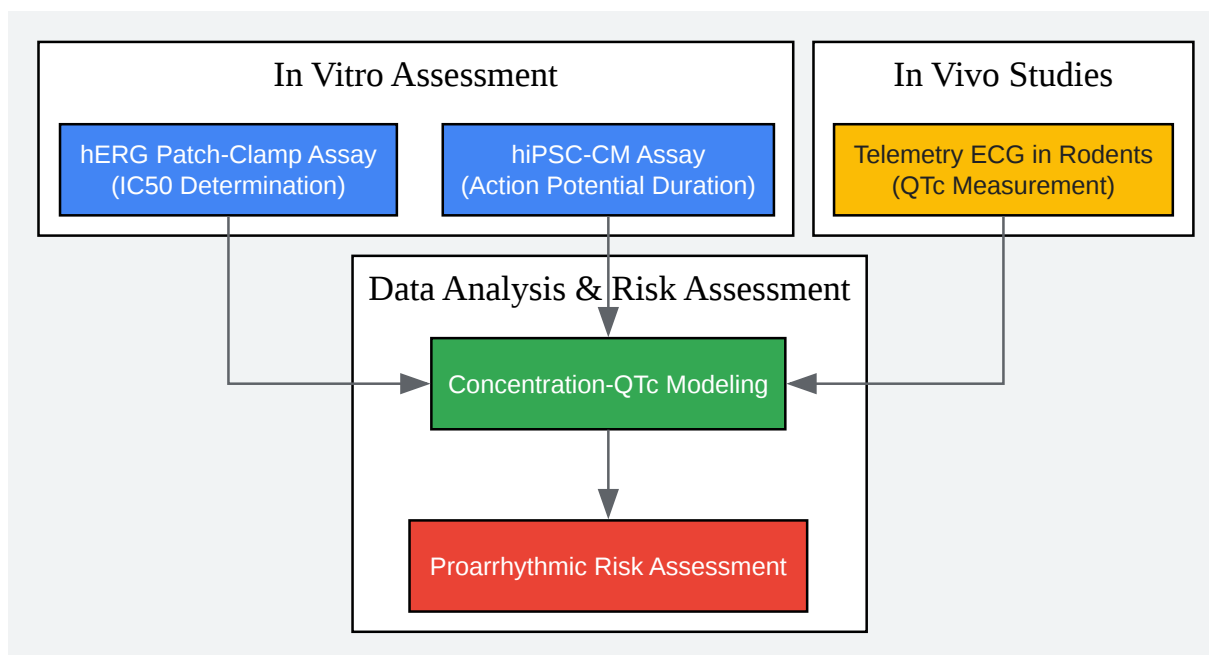 In Vitro Assessment
hERG Patch-Clamp Assay
(IC50 Determination)
hiPSC-CM Assay
(Action Potential Duration)
In Vivo Studies
Telemetry ECG in Rodents
(QTc Measurement)
Data Analysis & Risk Assessment
Concentration-QTc Modeling
Proarrhythmic Risk Assessment